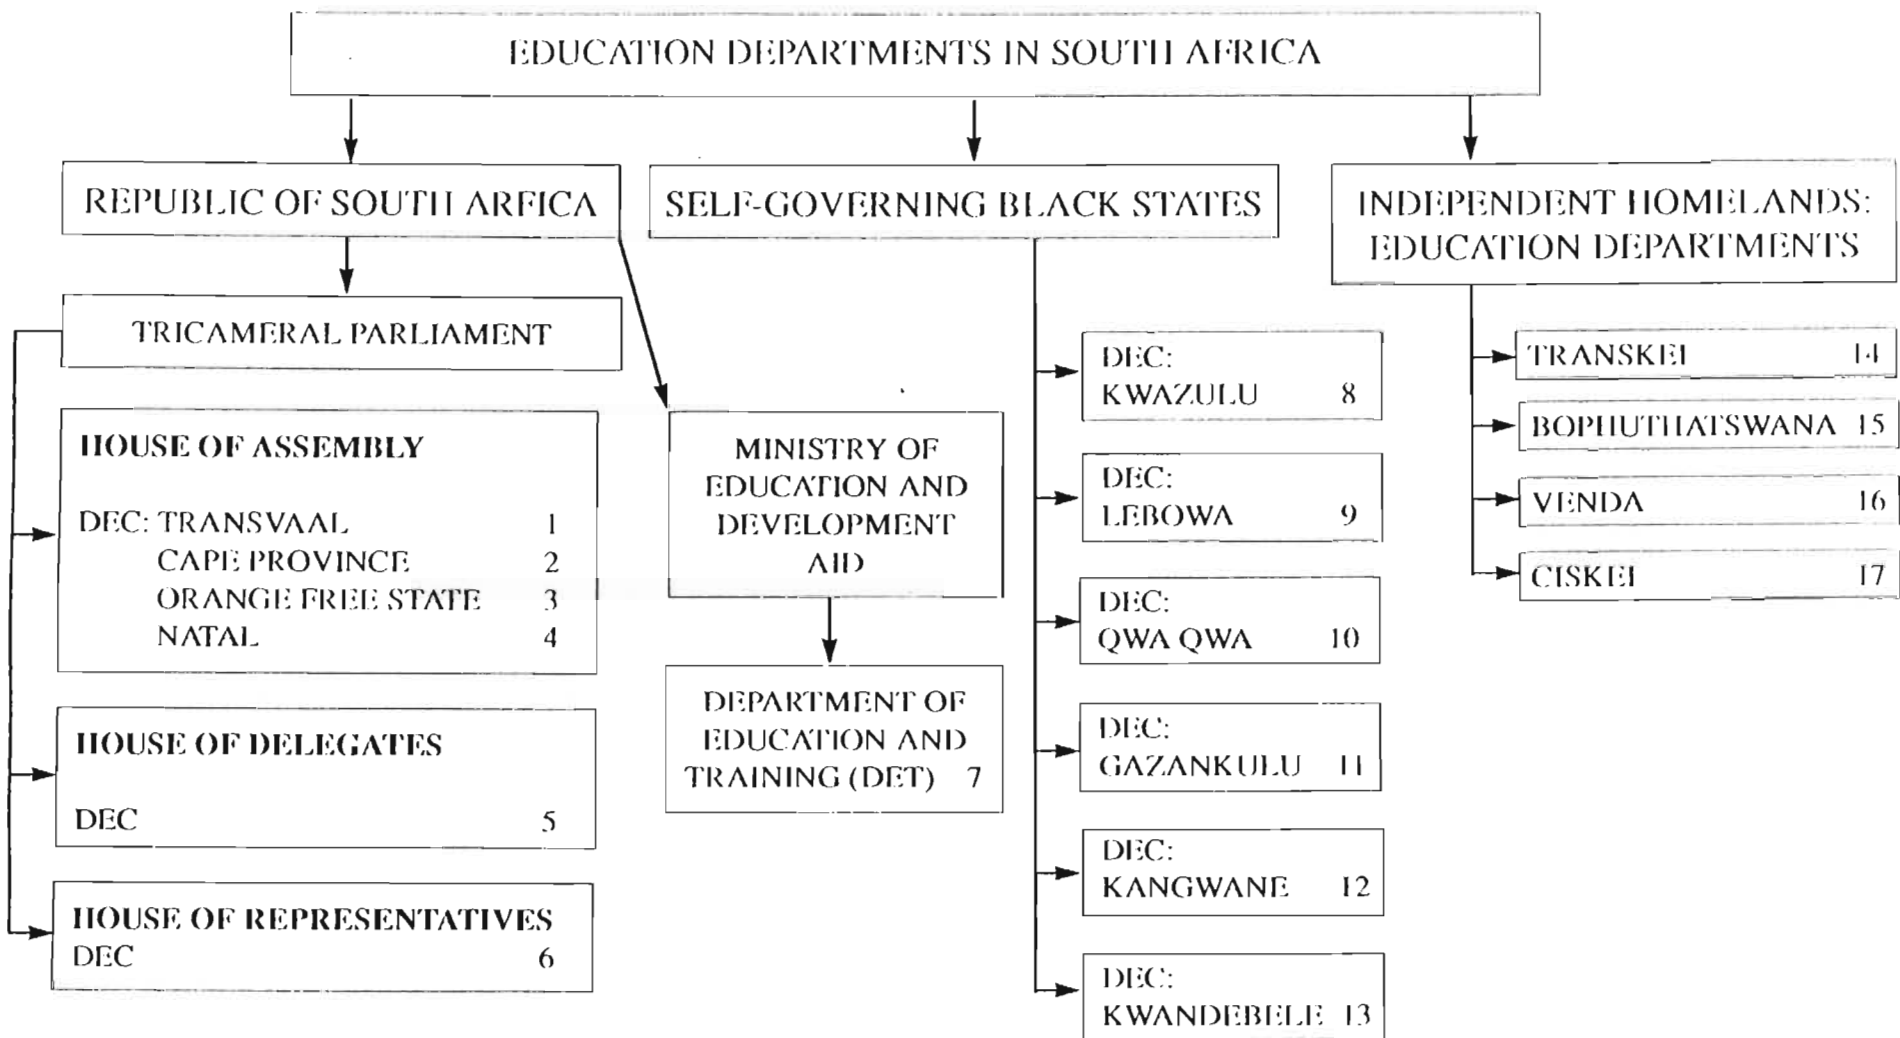 EDUCATION DEPARTMENTS IN SOUTH AFRICA
REPUBLIC OF SOUTH ARFICA
SELF-GOVERNING BLACK STATES
INDEPENDENT HOMELANDS:
EDUCATION DEPARTMENTS
TRICAMERAL PARLIAMENT
HOUSE OF ASSEMBLY
DEC: TRANSVAAL 1
CAPE PROVINCE 2
ORANGE FREE STATE 3
NATAL 4
HOUSE OF DELEGATES
DEC 5
HOUSE OF REPRESENTATIVES
DEC 6
MINISTRY OF
EDUCATION AND
DEVELOPMENT
AID
DEPARTMENT OF
EDUCATION AND
TRAINING (DET) 7
DEC:
KWAZULU 8
DEC:
LEBOWA 9
DEC:
QWA QWA 10
DEC:
GAZANKULU 11
DEC:
KANGWANE 12
DEC:
KWANDEBELE 13
TRANSKEI 14
BOPHUTHATSWANA 15
VENDA 16
CISKEI 17